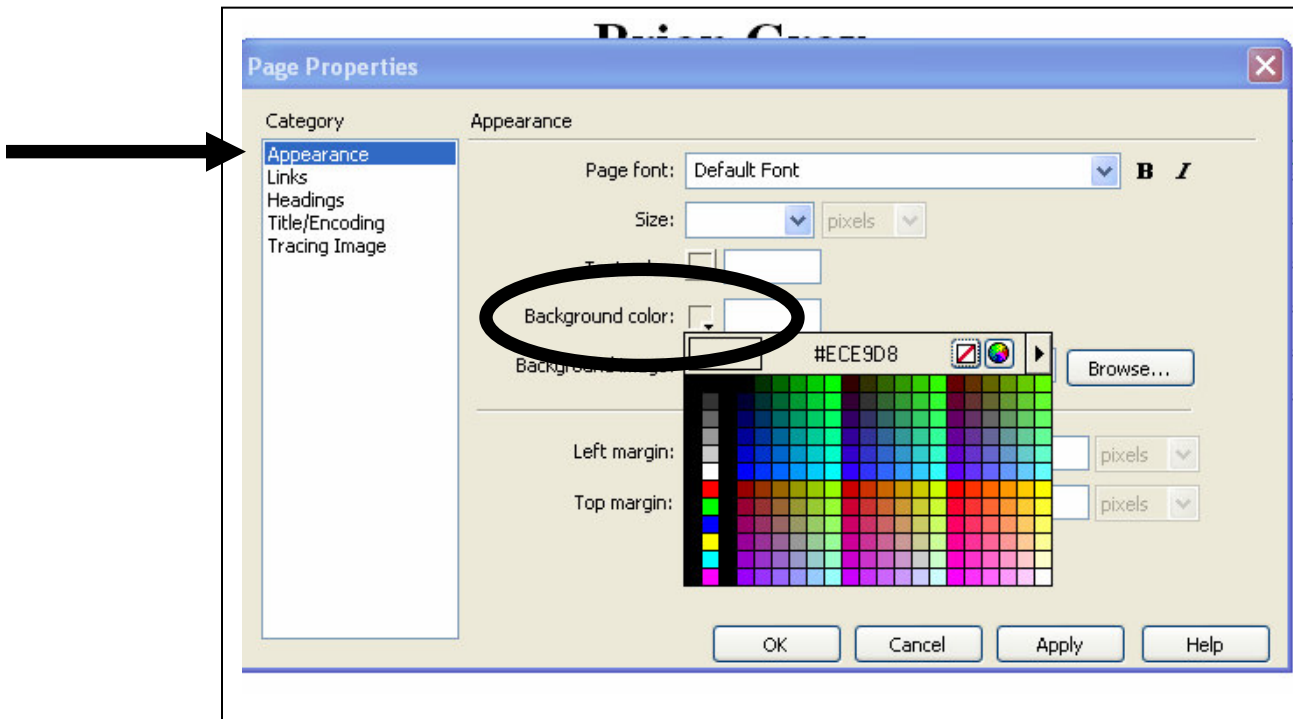 Page Properties
Category
Appearance
Links
Headings
Title/Encoding
Tracing Image
Appearance
Page font: Default Font B I
Size: pixels
Background color:
#ECE9D8
Browse...
Left margin: pixels
Top margin: pixels
OK Cancel Apply Help